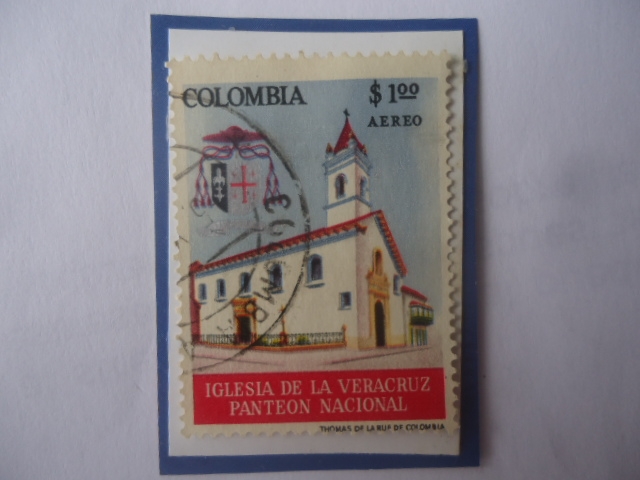 COLOMBIA
$ 1.00
AEREO
IGLESIA DE LA VERACRUZ
PANTEON NACIONAL
THOMAS DE LA RUE DE COLOMBIA